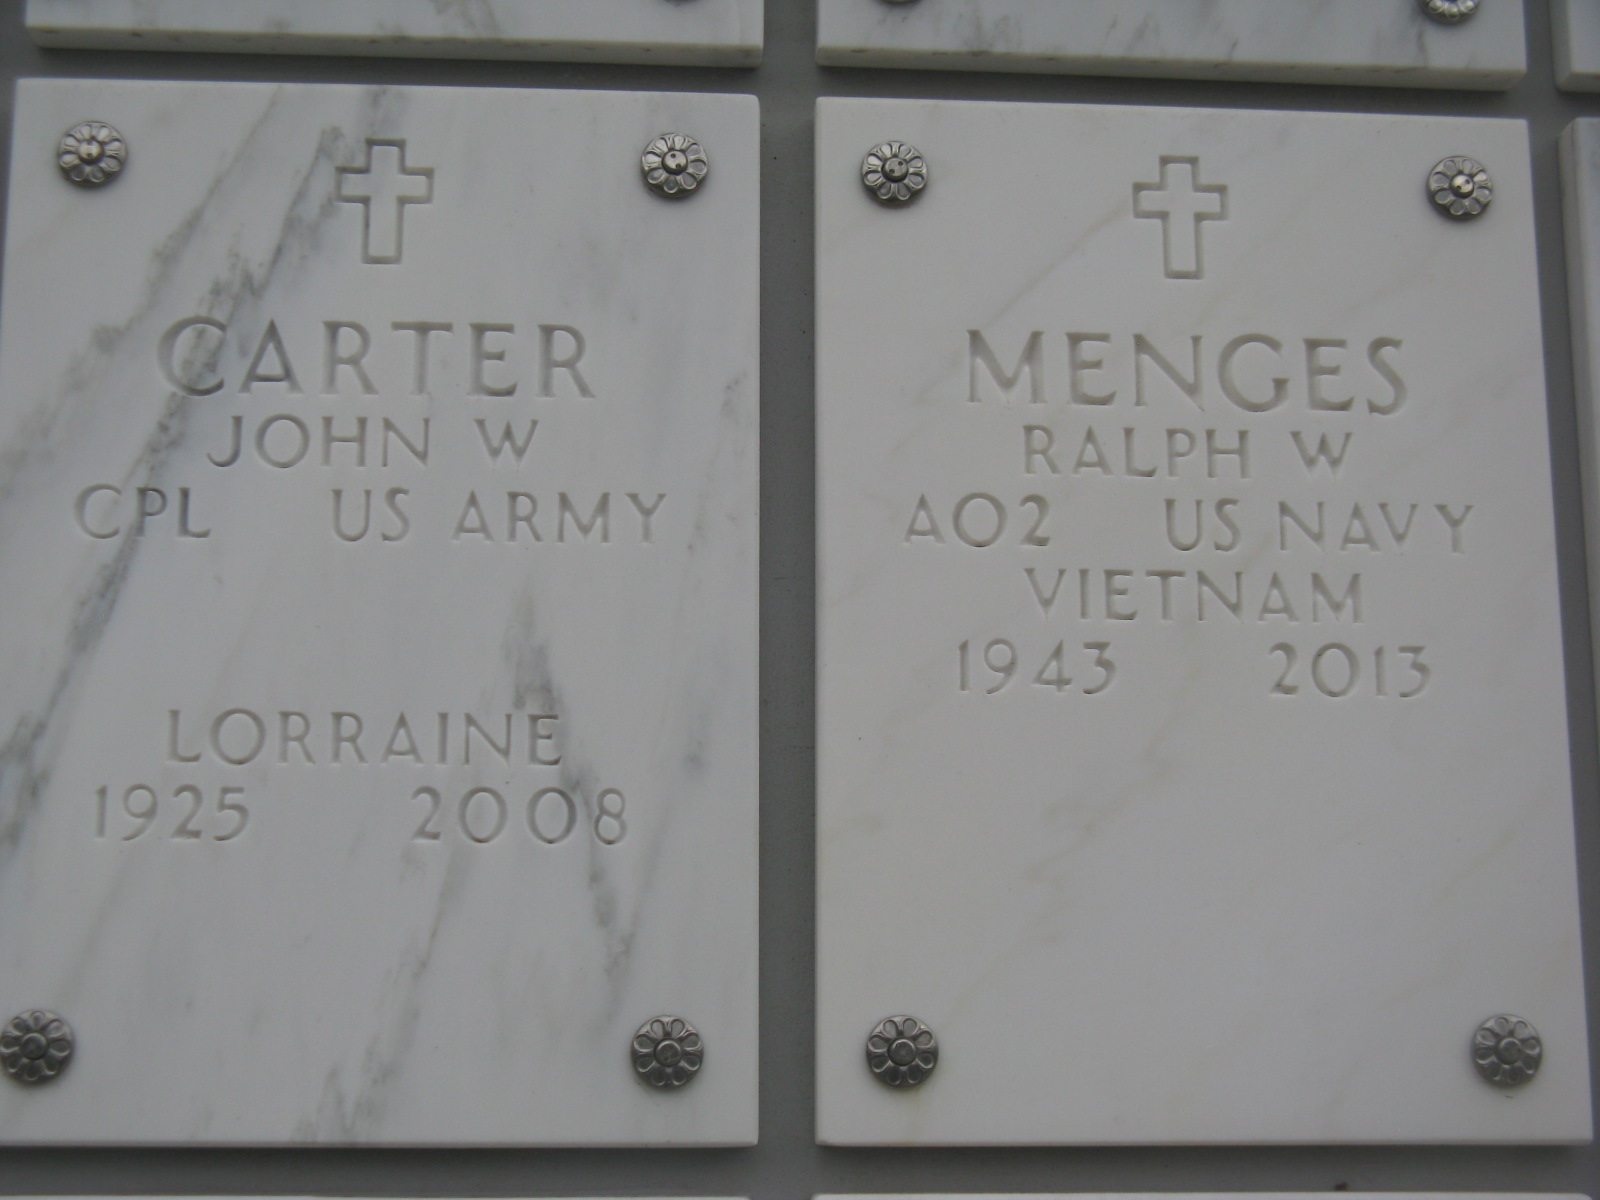 CARTER
JOHN W
CPL US ARMY
LORRAINE
1925 2008
MENGES
RALPH W
AO2 US NAVY
VIETNAM
1943 2013